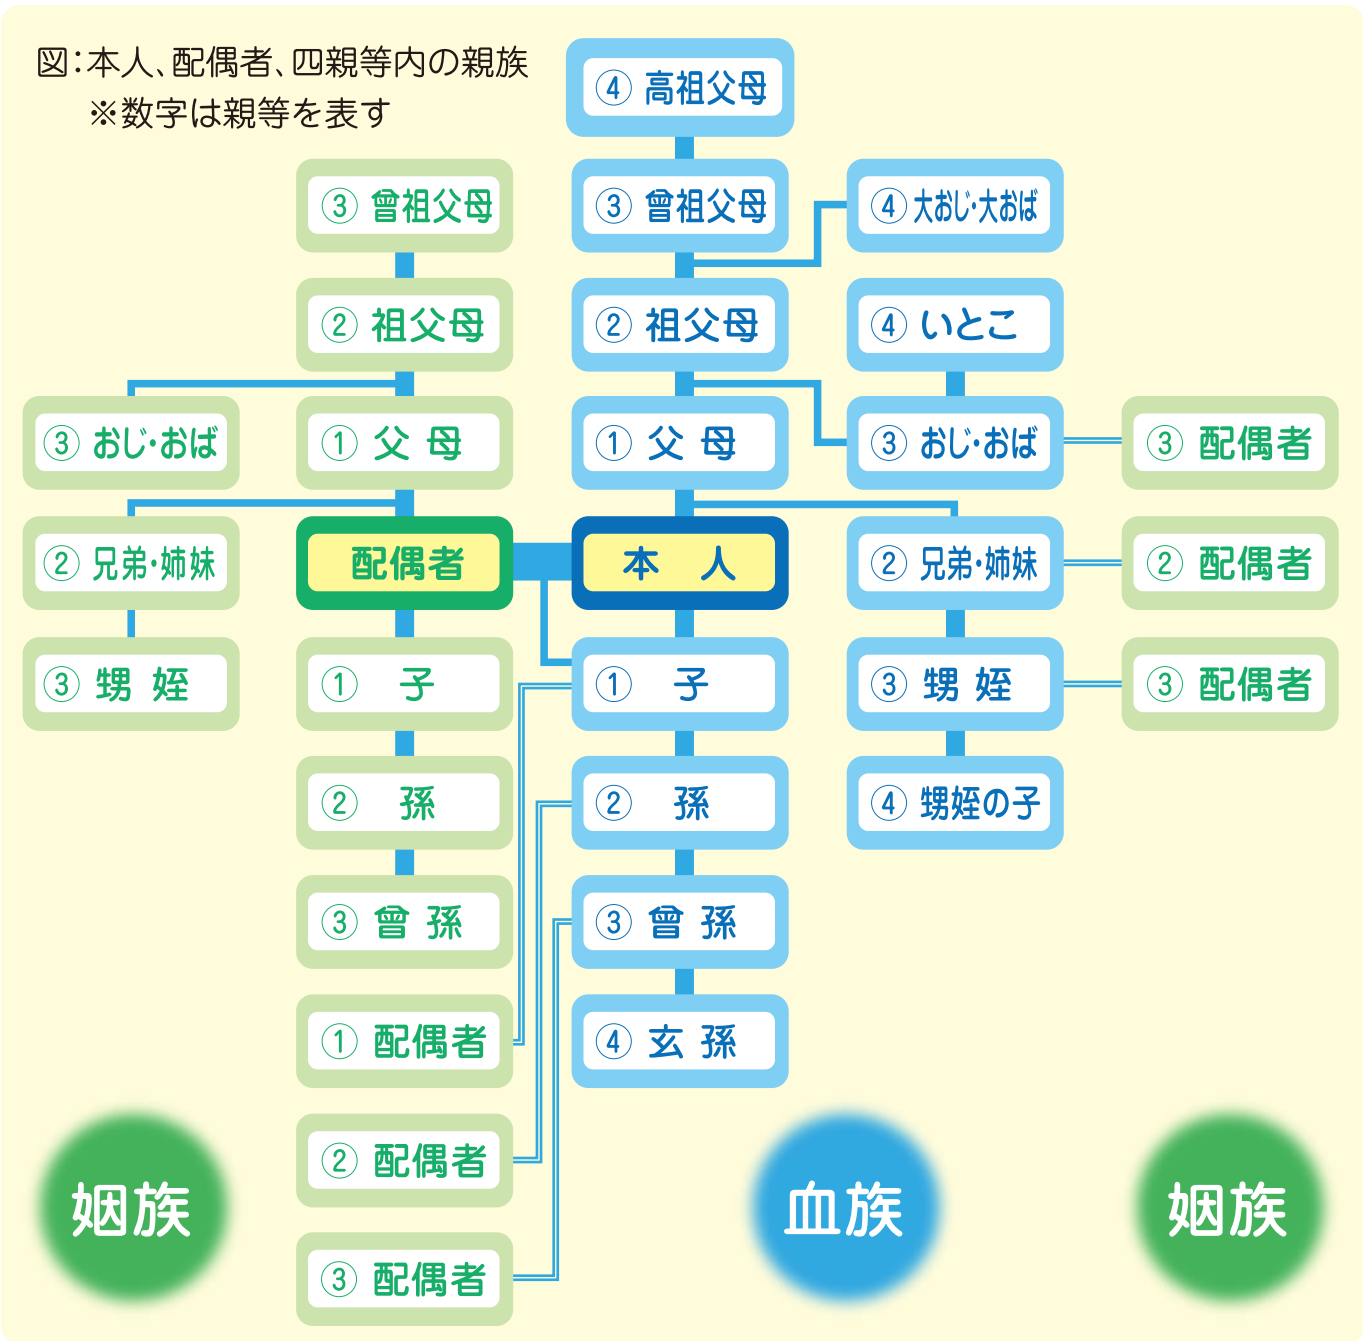 図：本人、配偶者、四親等内の親族
※数字は親等を表す
④ 高祖父母
③ 曾祖父母
③ 曾祖父母
④ 大おじ・大おば
② 祖父母
② 祖父母
④ いとこ
③ おじ・おば
① 父 母
① 父 母
③ おじ・おば
③ 配偶者
② 兄弟・姉妹
配偶者
本 人
② 兄弟・姉妹
② 配偶者
③ 甥 姪
① 子
① 子
③ 甥 姪
③ 配偶者
② 孫
② 孫
④ 甥姪の子
③ 曾 孫
③ 曾 孫
① 配偶者
④ 玄 孫
② 配偶者
③ 配偶者
姻族
血族
姻族